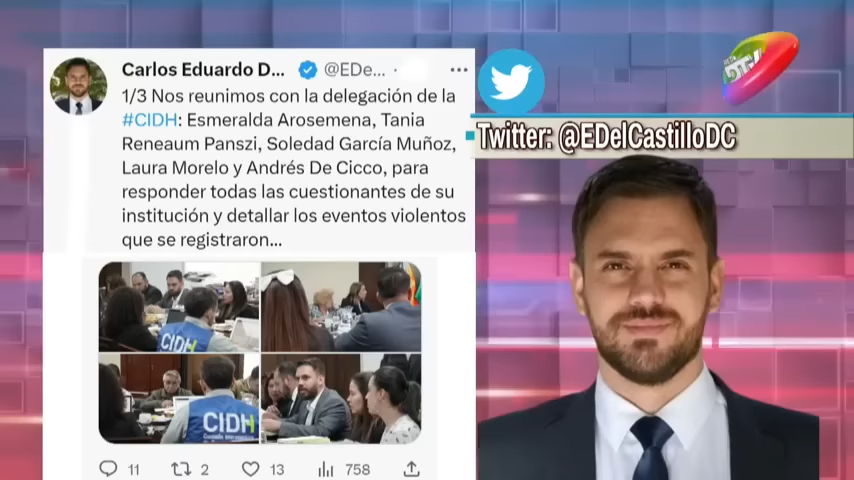 Carlos Eduardo D... @EDe... ·
1/3 Nos reunimos con la delegación de la
#CIDH: Esmeralda Arosemena, Tania
Reneaum Panszi, Soledad García Muñoz,
Laura Morelo y Andrés De Cicco, para
responder todas las cuestionantes de su
institución y detallar los eventos violentos
que se registraron...
CIDH
CIDH
11 2 13 758
Twitter: @EDelCastilloDC